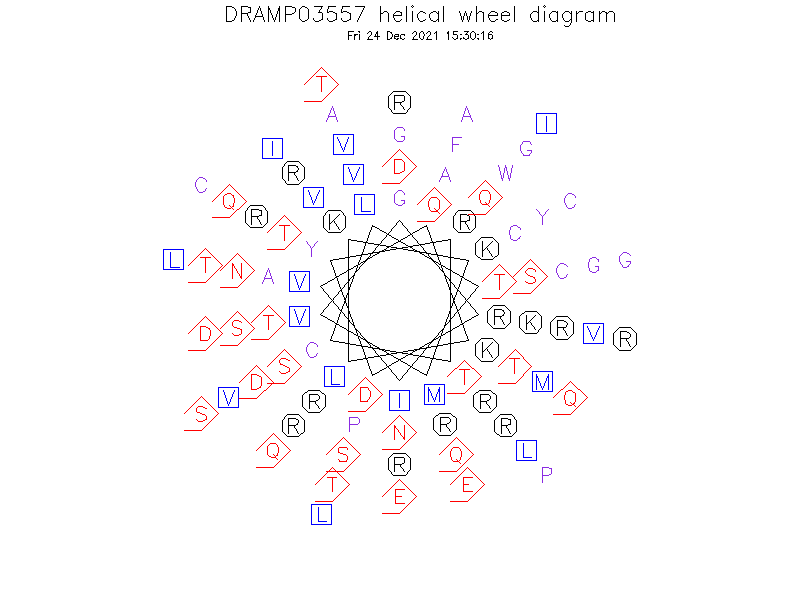 DRAMP03557 helical wheel diagram
Fri 24 Dec 2021 15:30:16
T
R
A A
I
G
V F
I G
D
R V A W
C
Q V L G Q Q C
R K R Y
T C
Y K
L T G G
N A V T S C
D S T V R K R V R
C K
S L T T
D M
V R D I M R Q
S
R P N R R
Q S Q L
R
P
T E
E
L